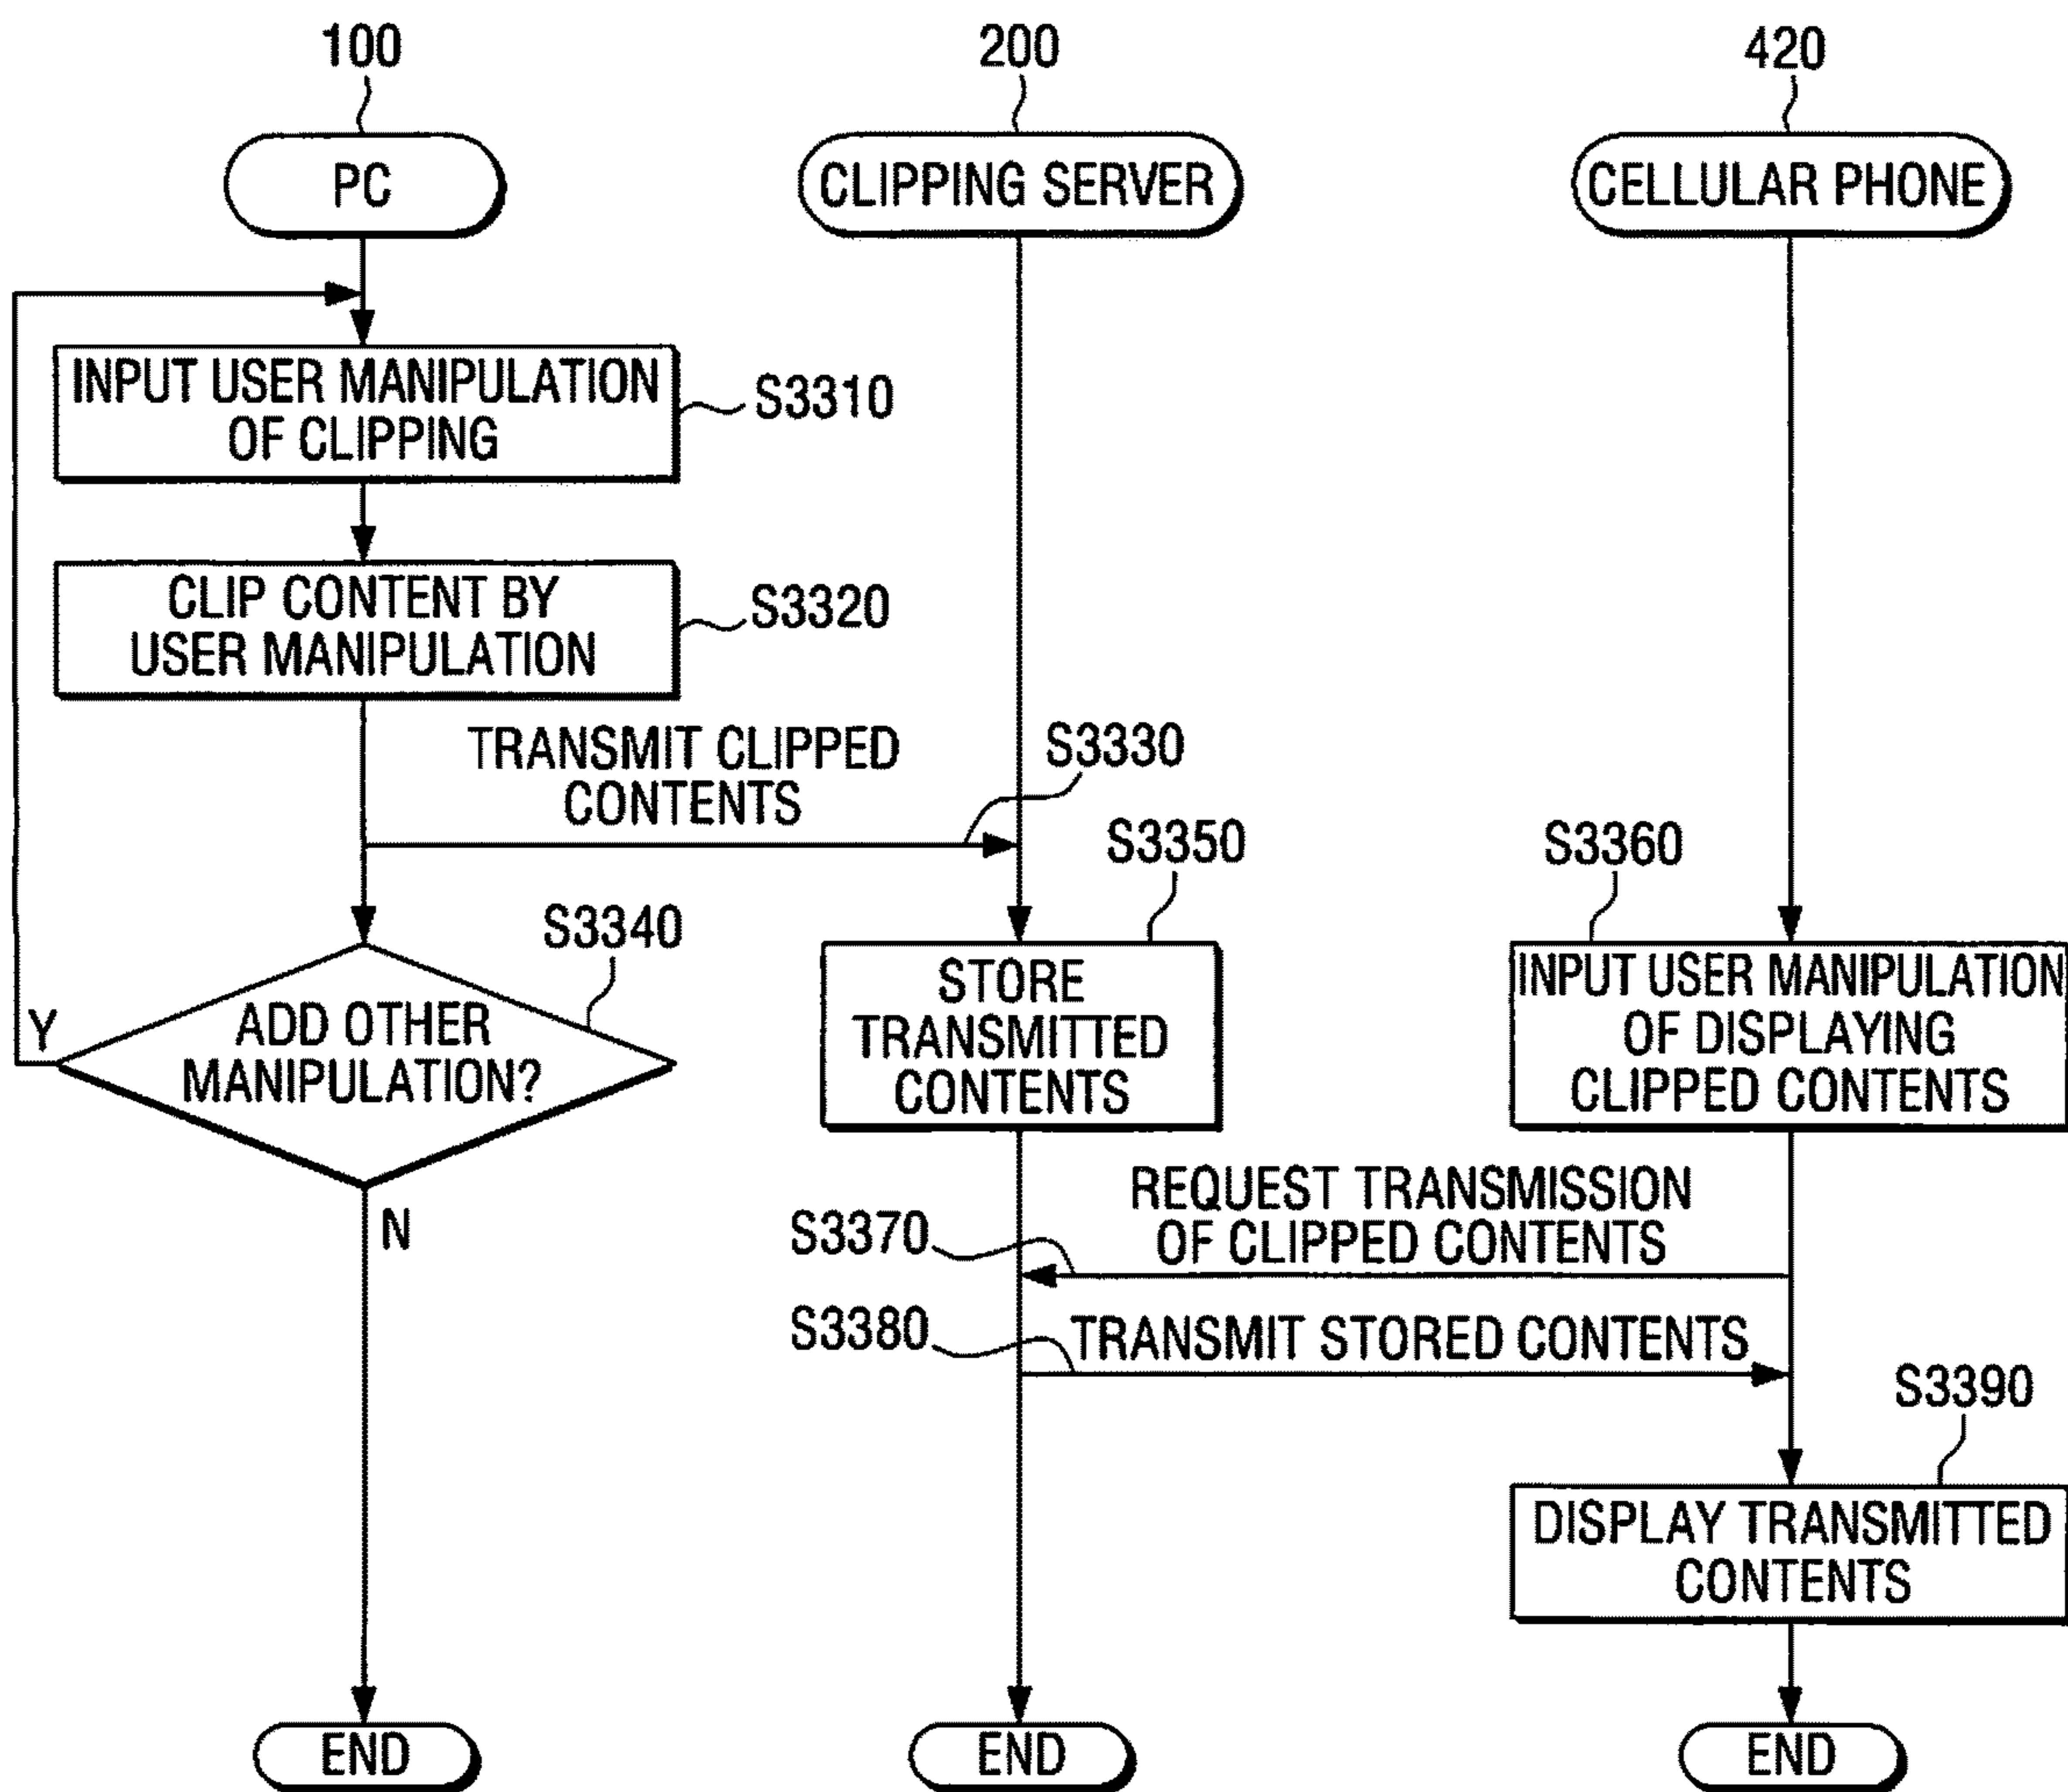 100
200
420
PC
CLIPPING SERVER
CELLULAR PHONE
INPUT USER MANIPULATION
OF CLIPPING
S3310
CLIP CONTENT BY
USER MANIPULATION
S3320
TRANSMIT CLIPPED
CONTENTS
S3330
S3350
S3360
S3340
ADD OTHER
MANIPULATION?
Y
N
STORE
TRANSMITTED
CONTENTS
INPUT USER MANIPULATION
OF DISPLAYING
CLIPPED CONTENTS
REQUEST TRANSMISSION
OF CLIPPED CONTENTS
S3370
S3380
TRANSMIT STORED CONTENTS
S3390
DISPLAY TRANSMITTED
CONTENTS
END
END
END